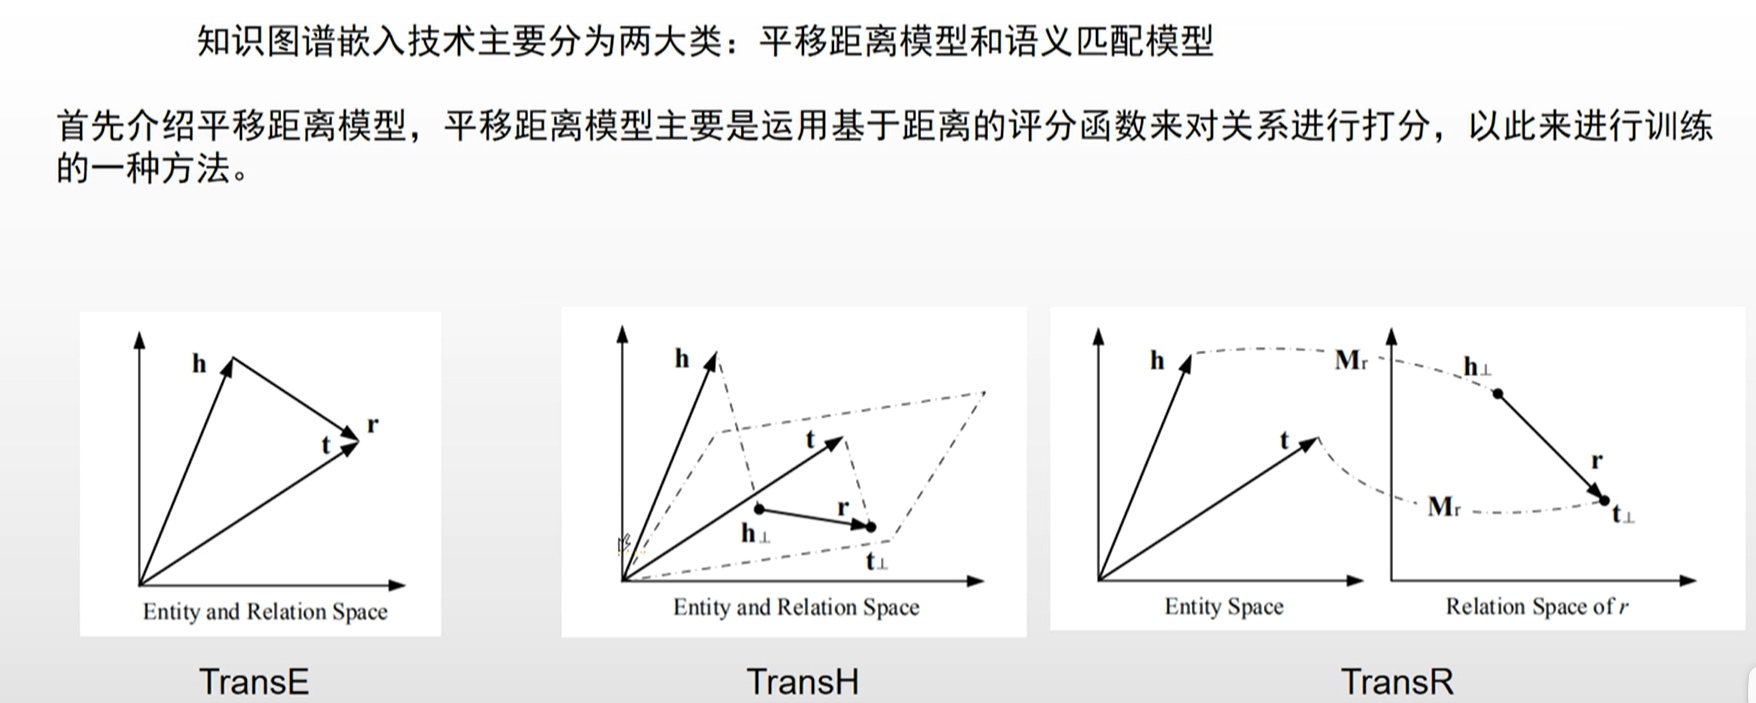 知识图谱嵌入技术主要分为两大类：平移距离模型和语义匹配模型
首先介绍平移距离模型，平移距离模型主要是运用基于距离的评分函数来对关系进行打分，以此来进行训练
的一种方法。
h
r
t
Entity and Relation Space
TransE
h
t
r
h⊥
t⊥
Entity and Relation Space
TransH
h
Mr
h⊥
t
r
Mr
t⊥
Entity Space
Relation Space of r
TransR